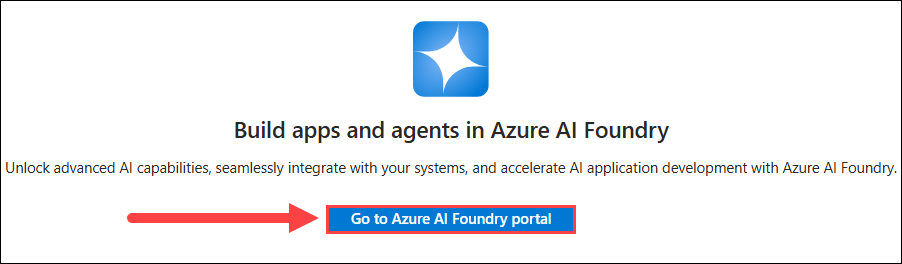 Build apps and agents in Azure AI Foundry
Unlock advanced AI capabilities, seamlessly integrate with your systems, and accelerate AI application development with Azure AI Foundry.
Go to Azure AI Foundry portal